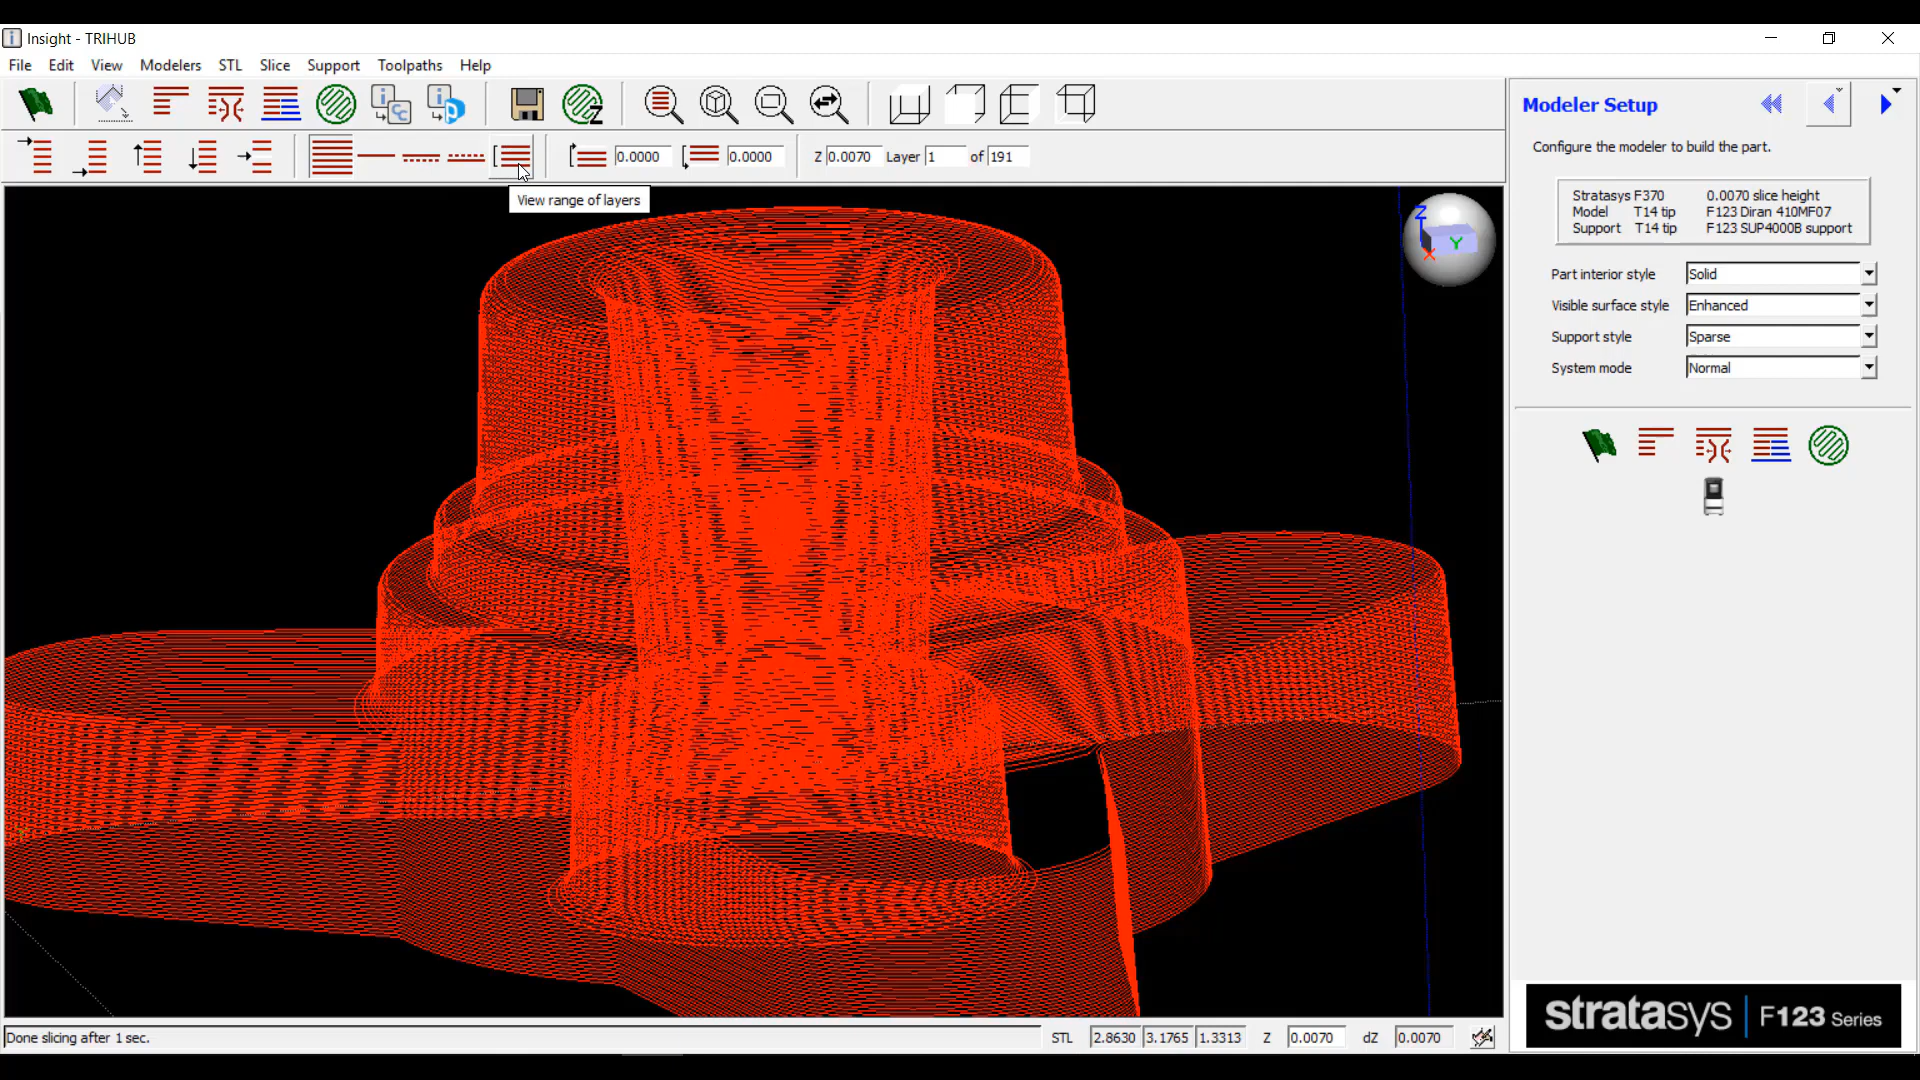 Insight - TRIHUB
File Edit View Modelers STL Slice Support Toolpaths Help
0.0000 0.0000 Z 0.0070 Layer 1 of 191
View range of layers
Z
Y
X
Modeler Setup
Configure the modeler to build the part.
Stratasys F370 0.0070 slice height
Model T14 tip F123 Diran 410MF07
Support T14 tip F123 SUP4000B support
Part interior style Solid
Visible surface style Enhanced
Support style Sparse
System mode Normal
stratasys F123 Series
Done slicing after 1 sec. STL 2.8630 3.1765 1.3313 Z 0.0070 dZ 0.0070